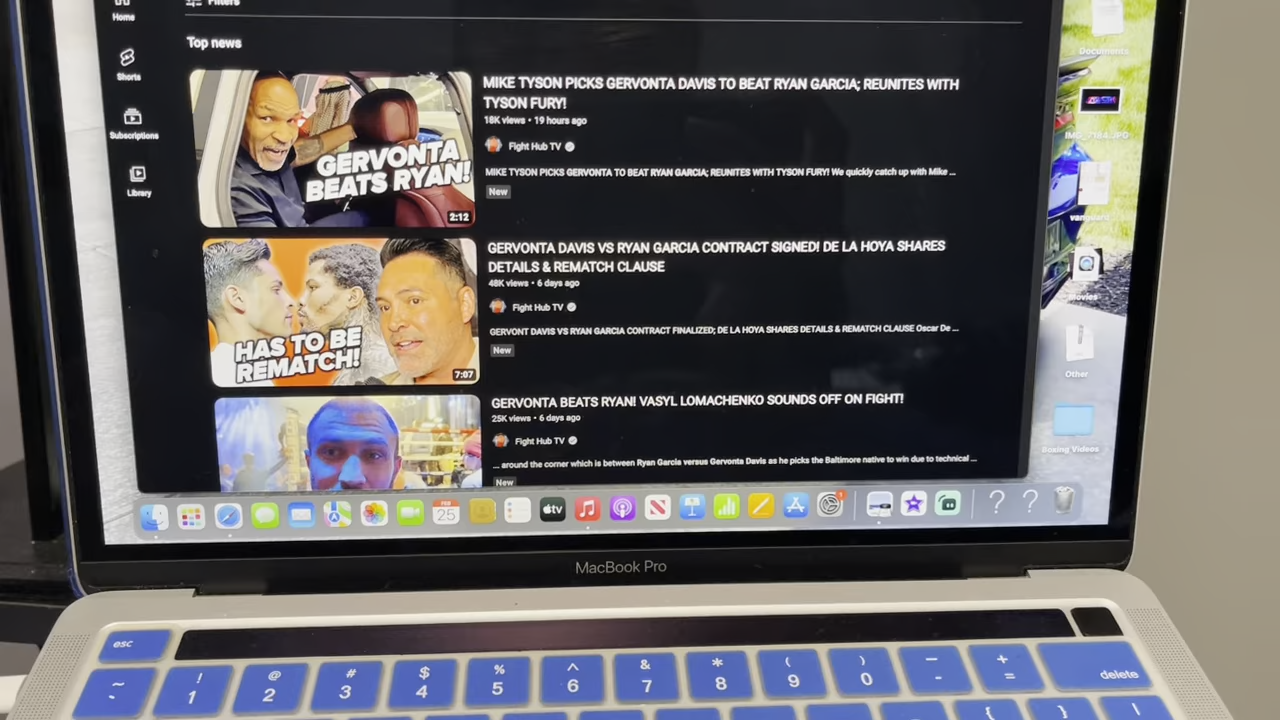 Home
Filters
Top news
Shorts
Subscriptions
Library
GERVONTA
BEATS RYAN!
2:12
MIKE TYSON PICKS GERVONTA DAVIS TO BEAT RYAN GARCIA; REUNITES WITH
TYSON FURY!
18K views • 19 hours ago
Fight Hub TV
MIKE TYSON PICKS GERVONTA TO BEAT RYAN GARCIA; REUNITES WITH TYSON FURY! We quickly catch up with Mike ...
New
HAS TO BE
REMATCH!
7:07
GERVONTA DAVIS VS RYAN GARCIA CONTRACT SIGNED! DE LA HOYA SHARES
DETAILS & REMATCH CLAUSE
48K views • 6 days ago
Fight Hub TV
GERVONT DAVIS VS RYAN GARCIA CONTRACT FINALIZED; DE LA HOYA SHARES DETAILS & REMATCH CLAUSE Oscar De ...
New
GERVONTA BEATS RYAN! VASYL LOMACHENKO SOUNDS OFF ON FIGHT!
25K views • 6 days ago
Fight Hub TV
... around the corner which is between Ryan Garcia versus Gervonta Davis as he picks the Baltimore native to win due to technical ...
New
Documents
IMG_7184.JPG
Movies
Other
Boxing Videos
FEB
25
tv
MacBook Pro
esc
~ ! @ # $ % ^ & * ( ) — +
` 1 2 3 4 5 6 7 8 9 0 - = delete
{ } |